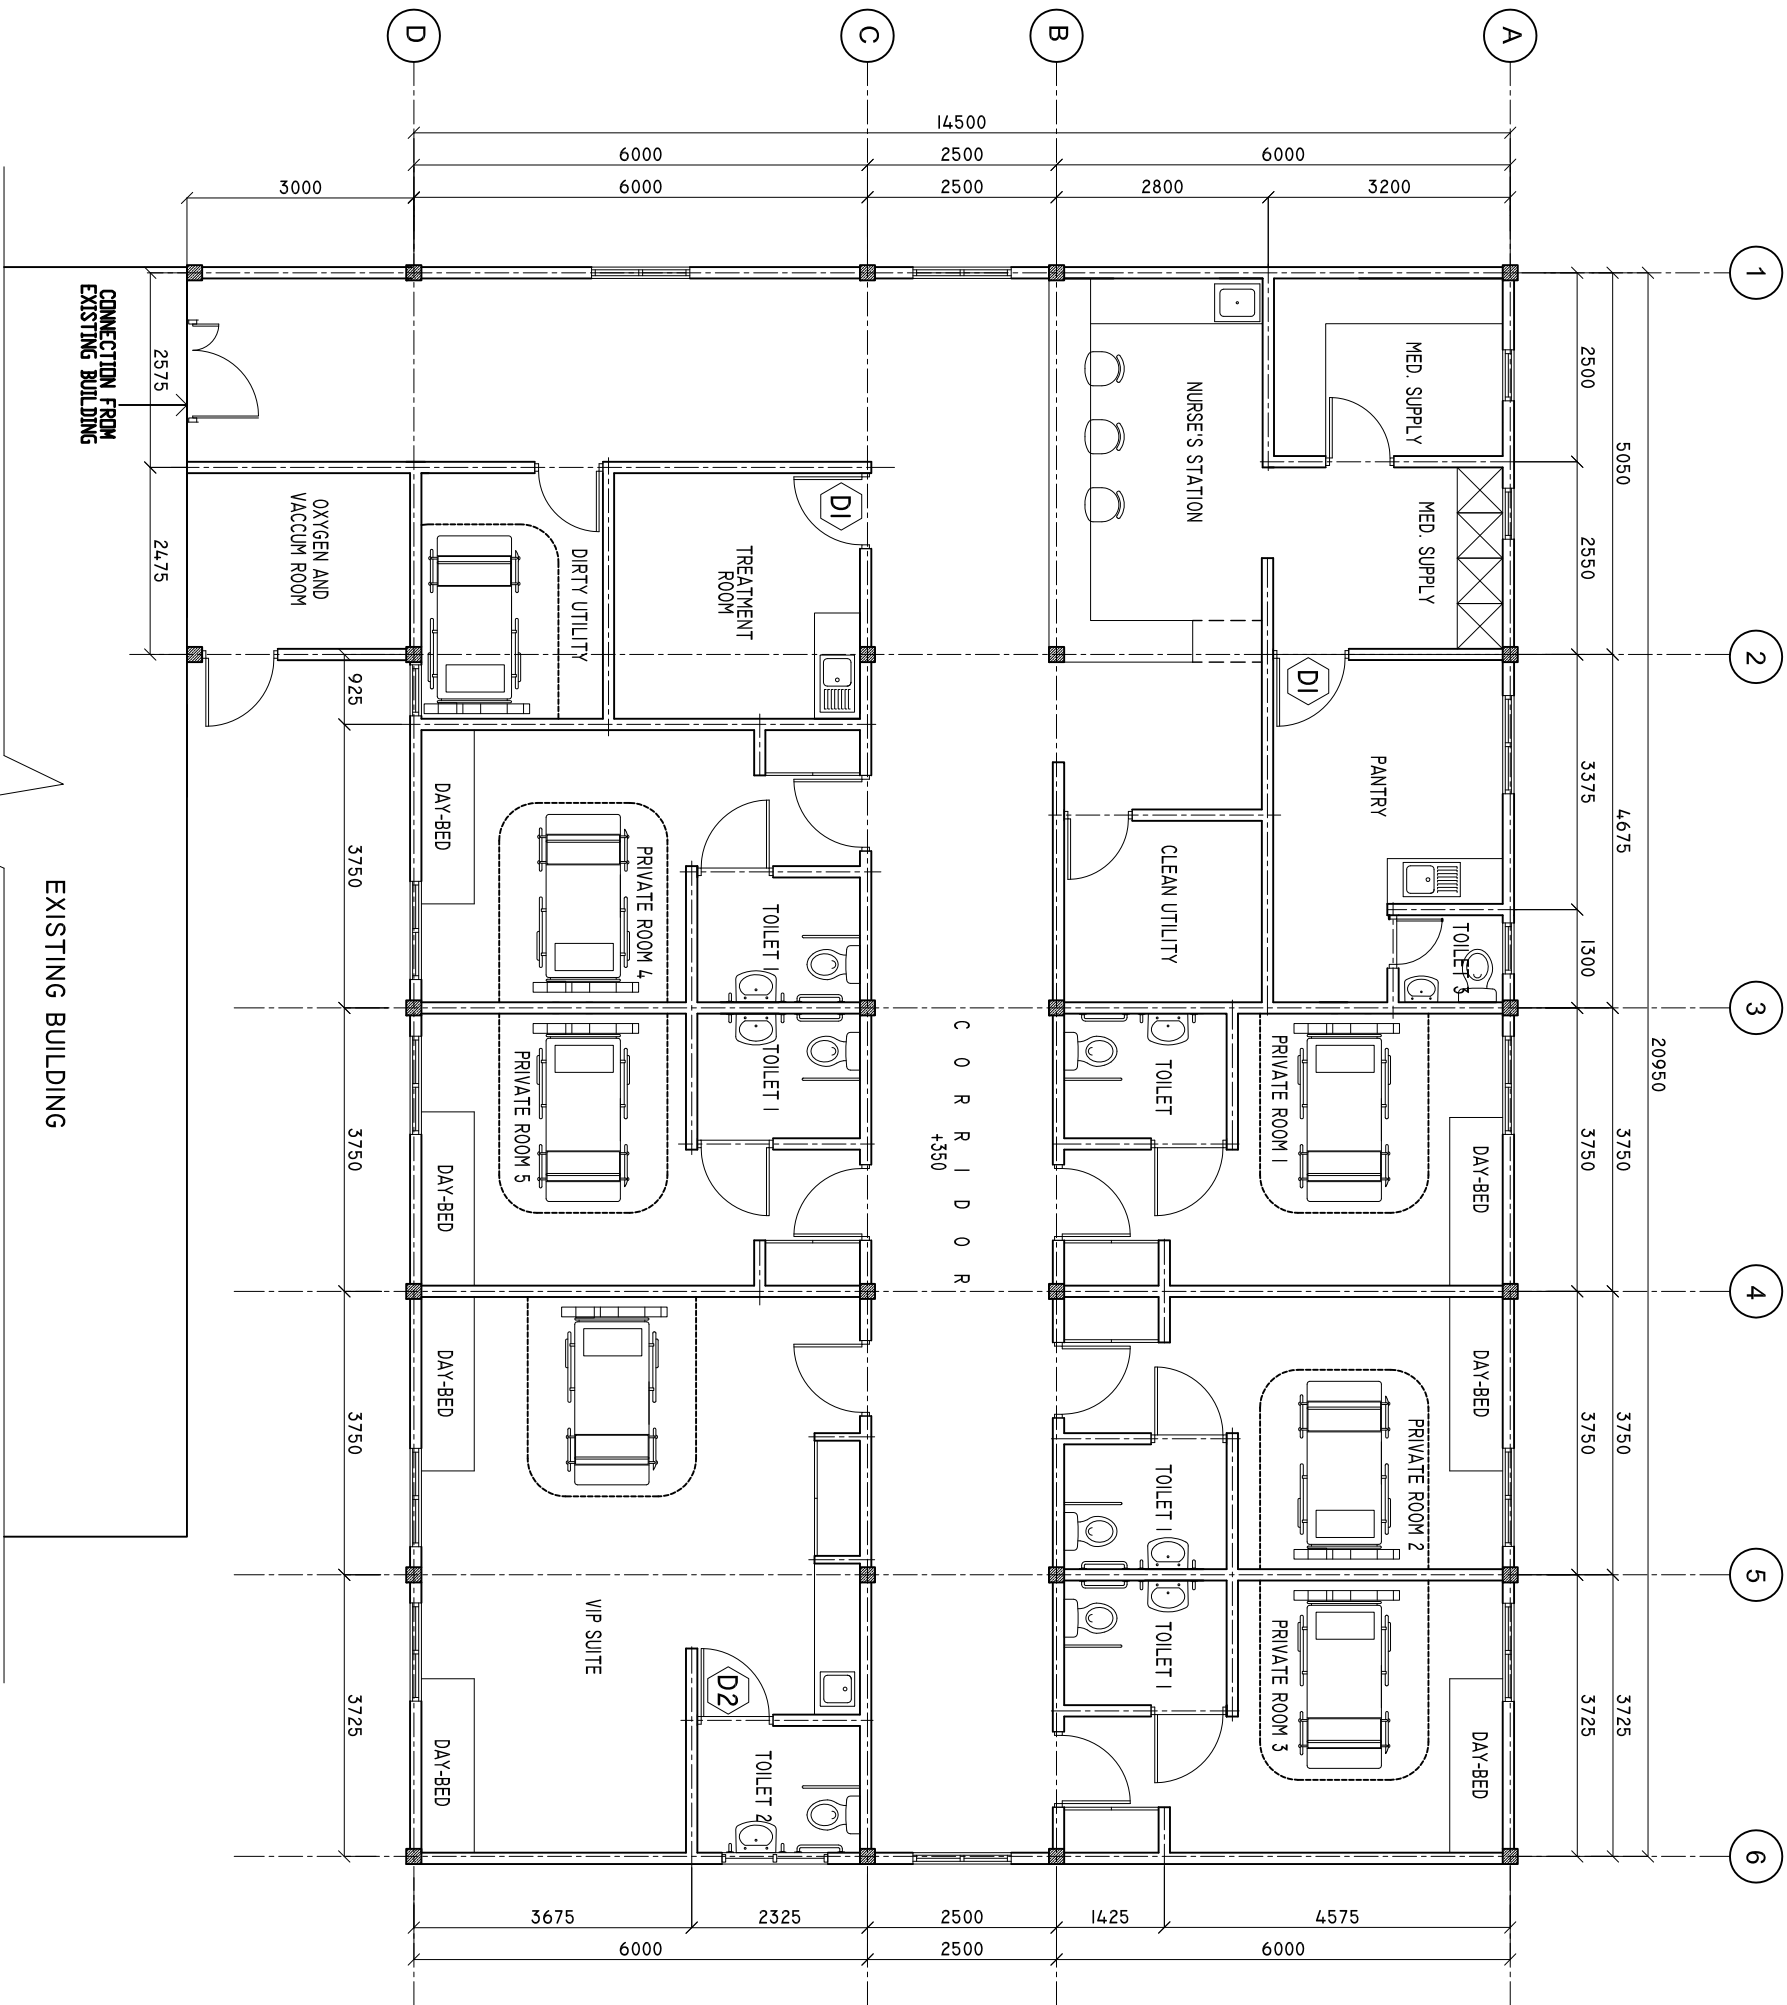 D
C
B
A
14500
6000
2500
6000
3000
6000
2500
2800
3200
1
2
3
4
5
6
20950
5050
4675
3750
3750
3725
2500
2550
3375
1300
3750
3750
3725
MED. SUPPLY
MED. SUPPLY
NURSE'S STATION
D1
PANTRY
CLEAN UTILITY
TOILET 3
D1
TREATMENT
ROOM
DIRTY UTILITY
OXYGEN AND
VACCUM ROOM
CONNECTION FROM
EXISTING BUILDING
2575
2475
925
3750
3750
3750
3725
DAY-BED
PRIVATE ROOM 4
TOILET 1
TOILET 1
PRIVATE ROOM 5
DAY-BED
CORRIDOR
+350
TOILET
PRIVATE ROOM 1
DAY-BED
DAY-BED
PRIVATE ROOM 2
TOILET 1
TOILET 1
PRIVATE ROOM 3
DAY-BED
DAY-BED
VIP SUITE
D2
TOILET 2
DAY-BED
EXISTING BUILDING
3675
2325
2500
1425
4575
6000
2500
6000